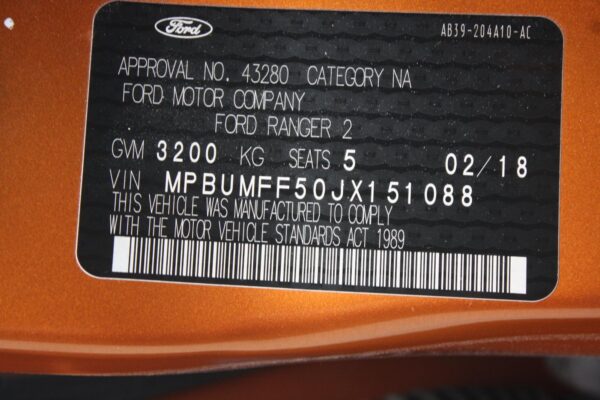 Ford
AB39-204A10-AC
APPROVAL NO. 43280 CATEGORY NA
FORD MOTOR COMPANY
FORD RANGER 2
GVM 3200 KG SEATS 5 02/18
VIN MPBUMFF50JX151088
THIS VEHICLE WAS MANUFACTURED TO COMPLY
WITH THE MOTOR VEHICLE STANDARDS ACT 1989